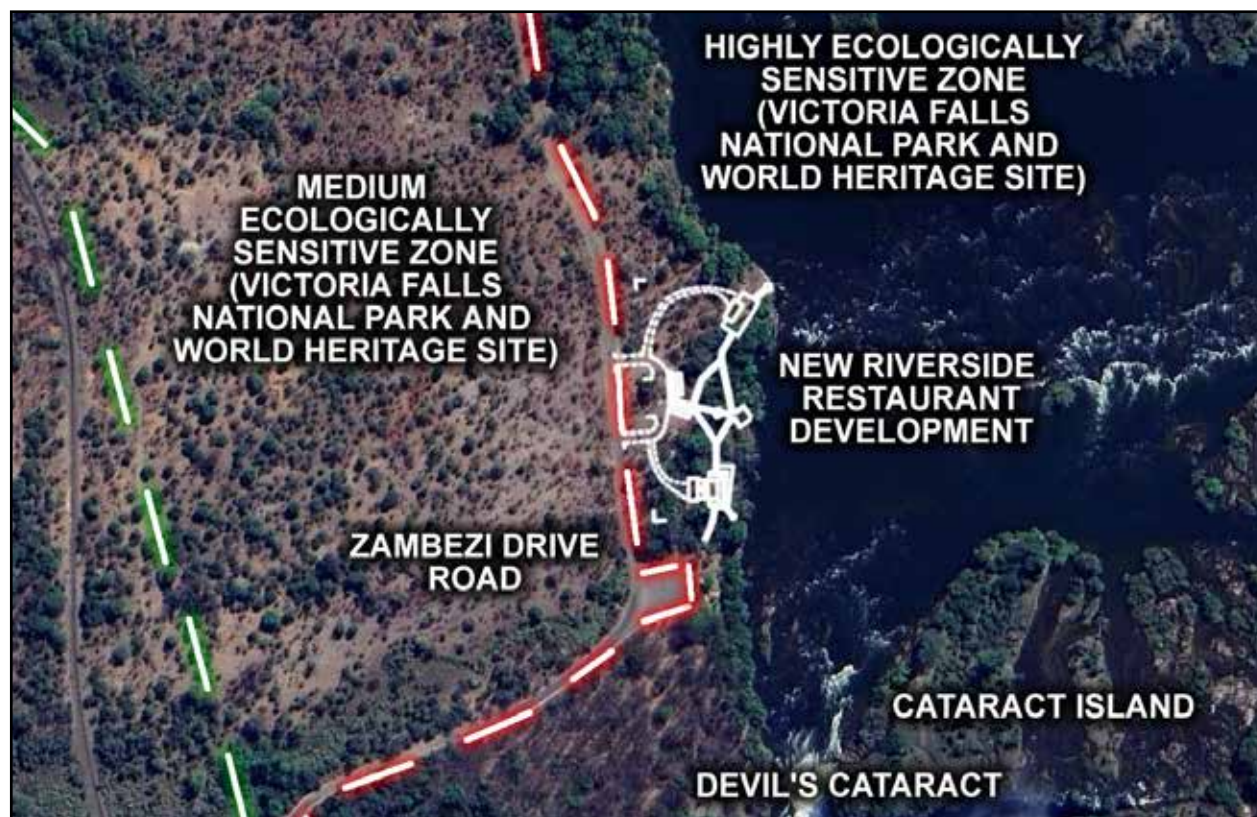 HIGHLY ECOLOGICALLY
SENSITIVE ZONE
(VICTORIA FALLS
NATIONAL PARK AND
WORLD HERITAGE SITE)
MEDIUM
ECOLOGICALLY
SENSITIVE ZONE
(VICTORIA FALLS
NATIONAL PARK AND
WORLD HERITAGE SITE)
NEW RIVERSIDE
RESTAURANT
DEVELOPMENT
ZAMBEZI DRIVE
ROAD
CATARACT ISLAND
DEVIL'S CATARACT